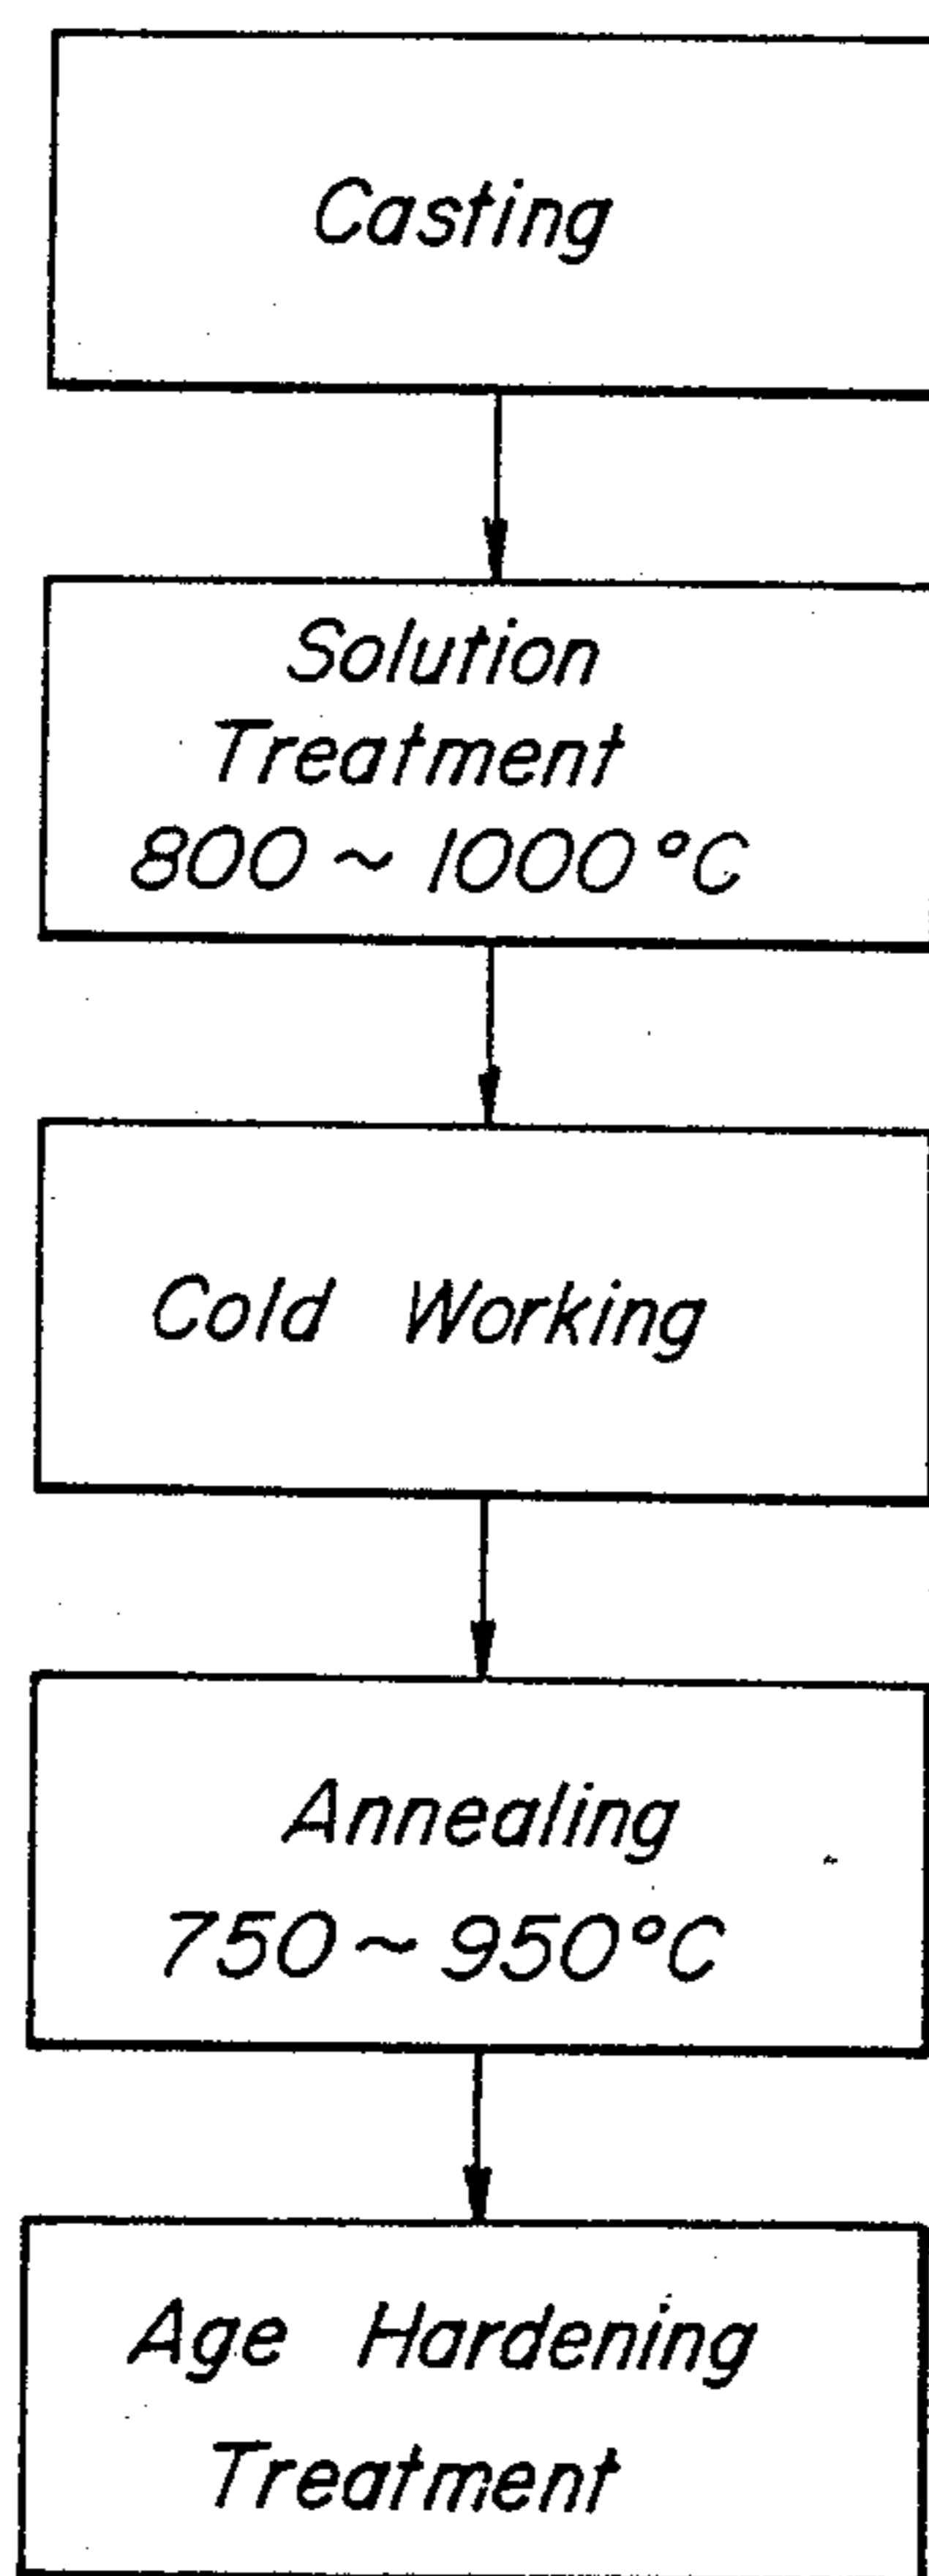 Casting
Solution
Treatment
800 ~ 1000 °C
Cold Working
Annealing
750 ~ 950 °C
Age Hardening
Treatment